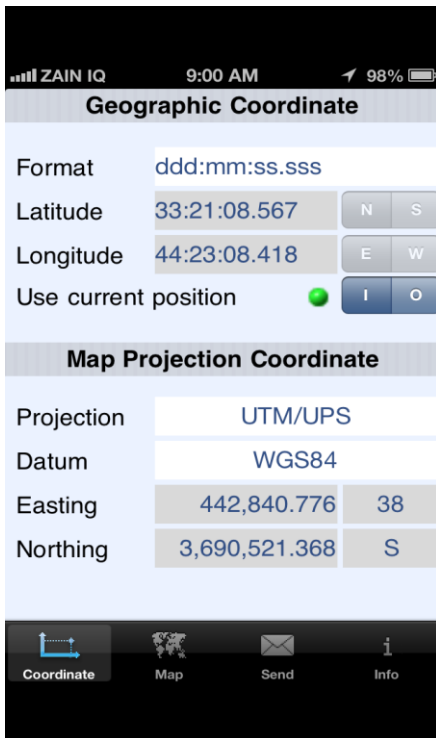 ZAIN IQ 9:00 AM 98%
Geographic Coordinate
Format ddd:mm:ss.sss
Latitude 33:21:08.567 N S
Longitude 44:23:08.418 E W
Use current position I O
Map Projection Coordinate
Projection UTM/UPS
Datum WGS84
Easting 442,840.776 38
Northing 3,690,521.368 S
i
Coordinate Map Send Info